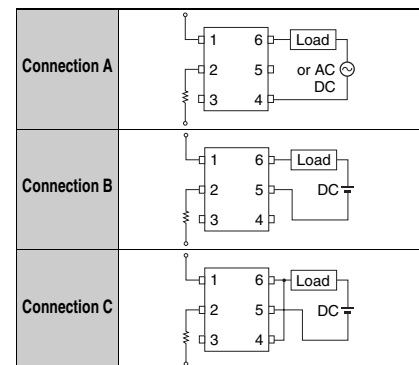 Connection A
1 6 Load
2 5 or AC
DC
3 4
Connection B
1 6 Load
2 5 DC
3 4
Connection C
1 6 Load
2 5 DC
3 4